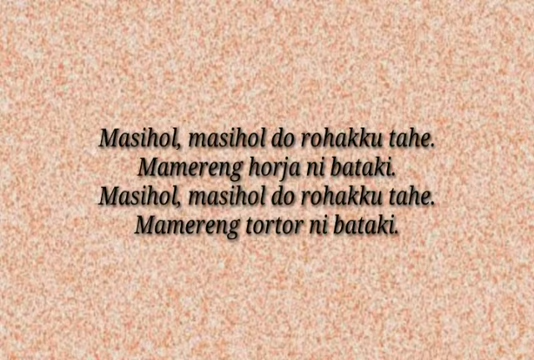 Masihol, masihol do rohakku tahe.
Mamereng horja ni bataki.
Masihol, masihol do rohakku tahe.
Mamereng tortor ni bataki.